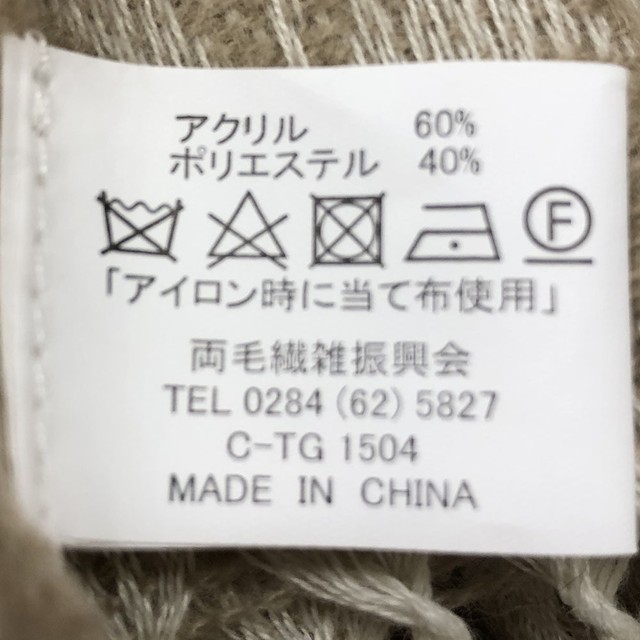 アクリル 60%
ポリエステル 40%
F
「アイロン時に当て布使用」
両毛繊雑振興会
TEL 0284 (62) 5827
C-TG 1504
MADE IN CHINA